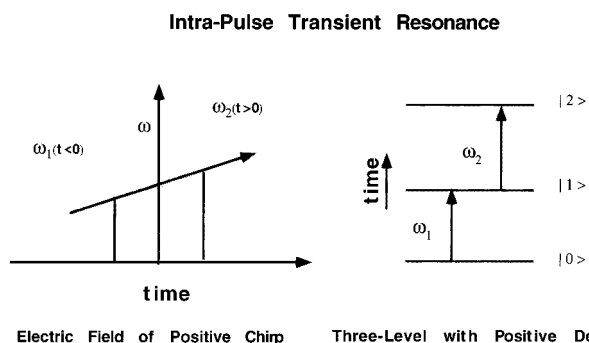 Intra-Pulse Transient Resonance
ω
ω₂(t>0)
ω₁(t<0)
time
Electric Field of Positive Chirp
|2>
ω₂
time
|1>
ω₁
|0>
Three-Level with Positive De